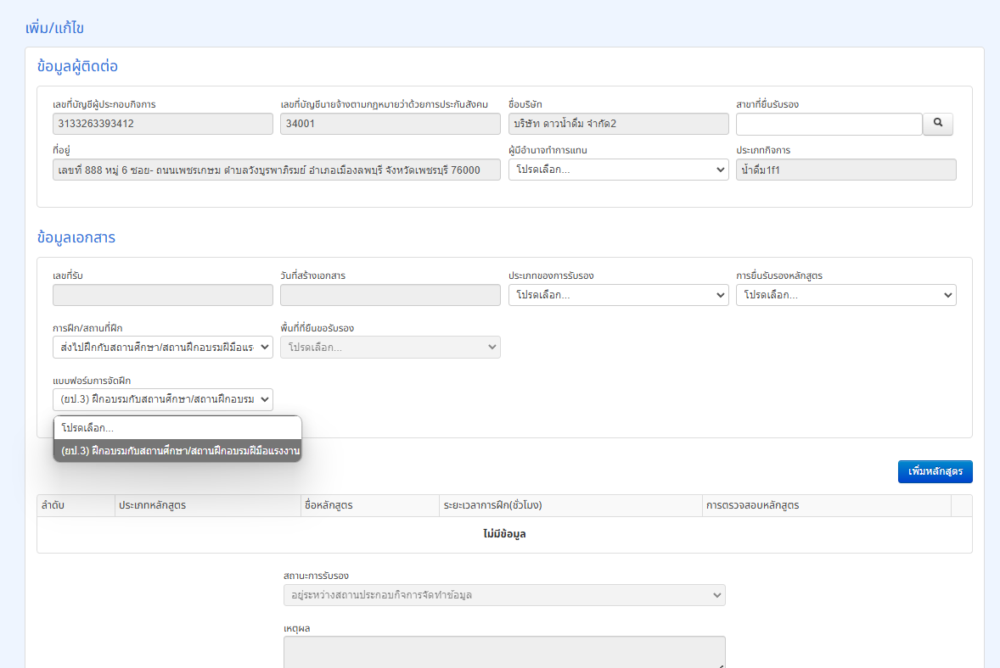 เพิ่ม/แก้ไข
ข้อมูลผู้ติดต่อ
เลขที่บัญชีผู้ประกอบกิจการ เลขที่บัญชีนายจ้างตามกฎหมายว่าด้วยการประกันสังคม ชื่อบริษัท สาขาที่ยื่นรับรอง
3133263393412 34001 บริษัท ดาวน้ำดื่ม จำกัด2
ที่อยู่ ผู้มีอำนาจทำการแทน ประเภทกิจการ
เลขที่ 888 หมู่ 6 ซอย- ถนนเพชรเกษม ตำบลวังบูรพาภิรมย์ อำเภอเมืองลพบุรี จังหวัดเพชรบุรี 76000 โปรดเลือก... น้ำดื่ม1f1
ข้อมูลเอกสาร
เลขที่รับ วันที่สร้างเอกสาร ประเภทของการรับรอง การยื่นรับรองหลักสูตร
โปรดเลือก... โปรดเลือก...
การฝึก/สถานที่ฝึก พื้นที่ที่ยื่นขอรับรอง
ส่งไปฝึกกับสถานศึกษา/สถานฝึกอบรมฝีมือแร โปรดเลือก...
แบบฟอร์มการจัดฝึก
(ยป.3) ฝึกอบรมกับสถานศึกษา/สถานฝึกอบรม
โปรดเลือก...
(ยป.3) ฝึกอบรมกับสถานศึกษา/สถานฝึกอบรมฝีมือแรงงาน
เพิ่มหลักสูตร
ลำดับ ประเภทหลักสูตร ชื่อหลักสูตร ระยะเวลาการฝึก(ชั่วโมง) การตรวจสอบหลักสูตร
ไม่มีข้อมูล
สถานะการรับรอง
อยู่ระหว่างสถานประกอบกิจการจัดทำข้อมูล
เหตุผล